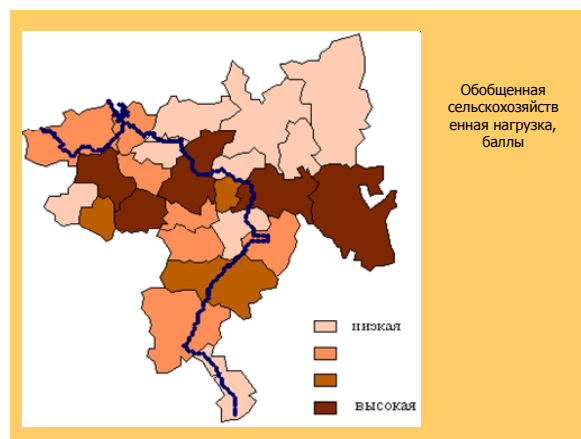 Обобщенная
сельскохозяйств
енная нагрузка,
баллы
низкая
высокая